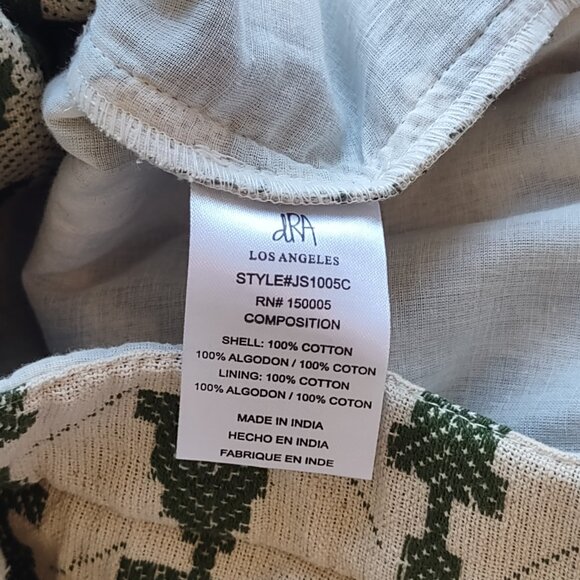 dRA
LOS ANGELES
STYLE#JS1005C
RN# 150005
COMPOSITION
SHELL: 100% COTTON
100% ALGODON / 100% COTON
LINING: 100% COTTON
100% ALGODON / 100% COTON
MADE IN INDIA
HECHO EN INDIA
FABRIQUE EN INDE